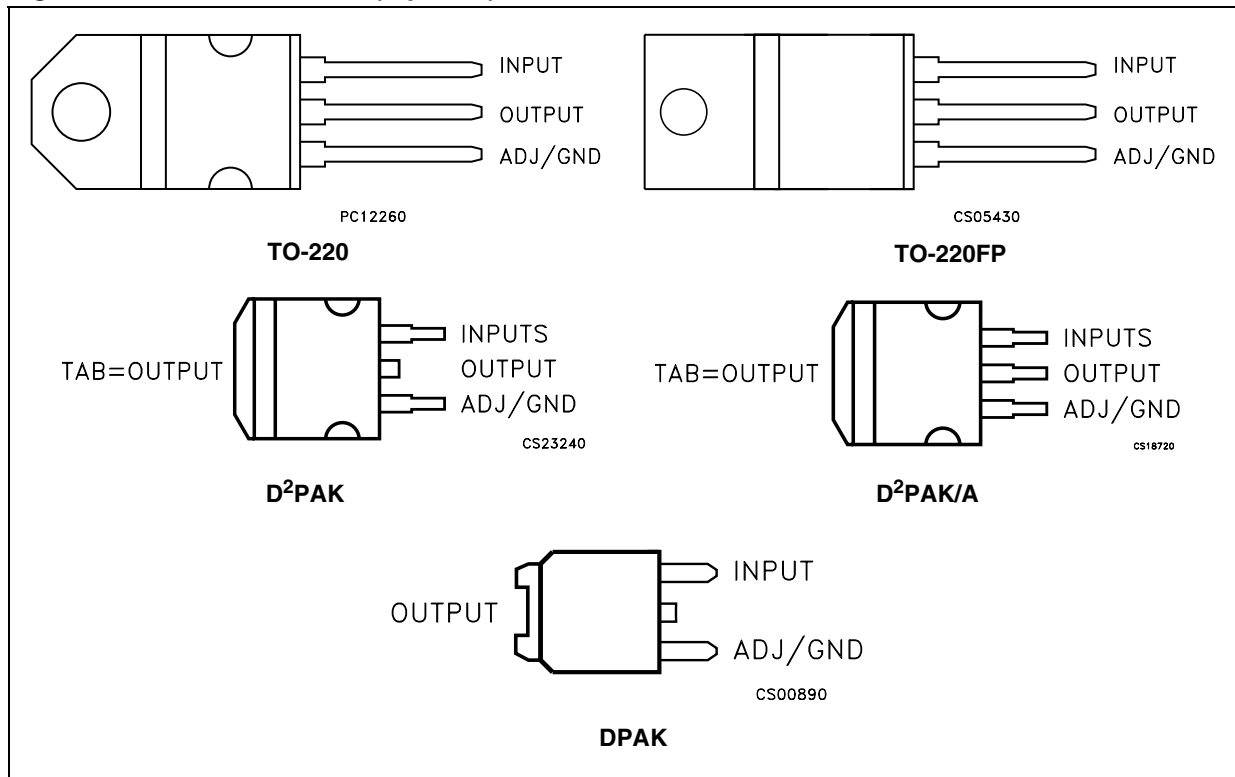 INPUT
OUTPUT
ADJ/GND
PC12260
TO-220
INPUT
OUTPUT
ADJ/GND
CS05430
TO-220FP
TAB=OUTPUT
INPUTS
OUTPUT
ADJ/GND
CS23240
D²PAK
TAB=OUTPUT
INPUTS
OUTPUT
ADJ/GND
CS18720
D²PAK/A
OUTPUT
INPUT
ADJ/GND
CS00890
DPAK